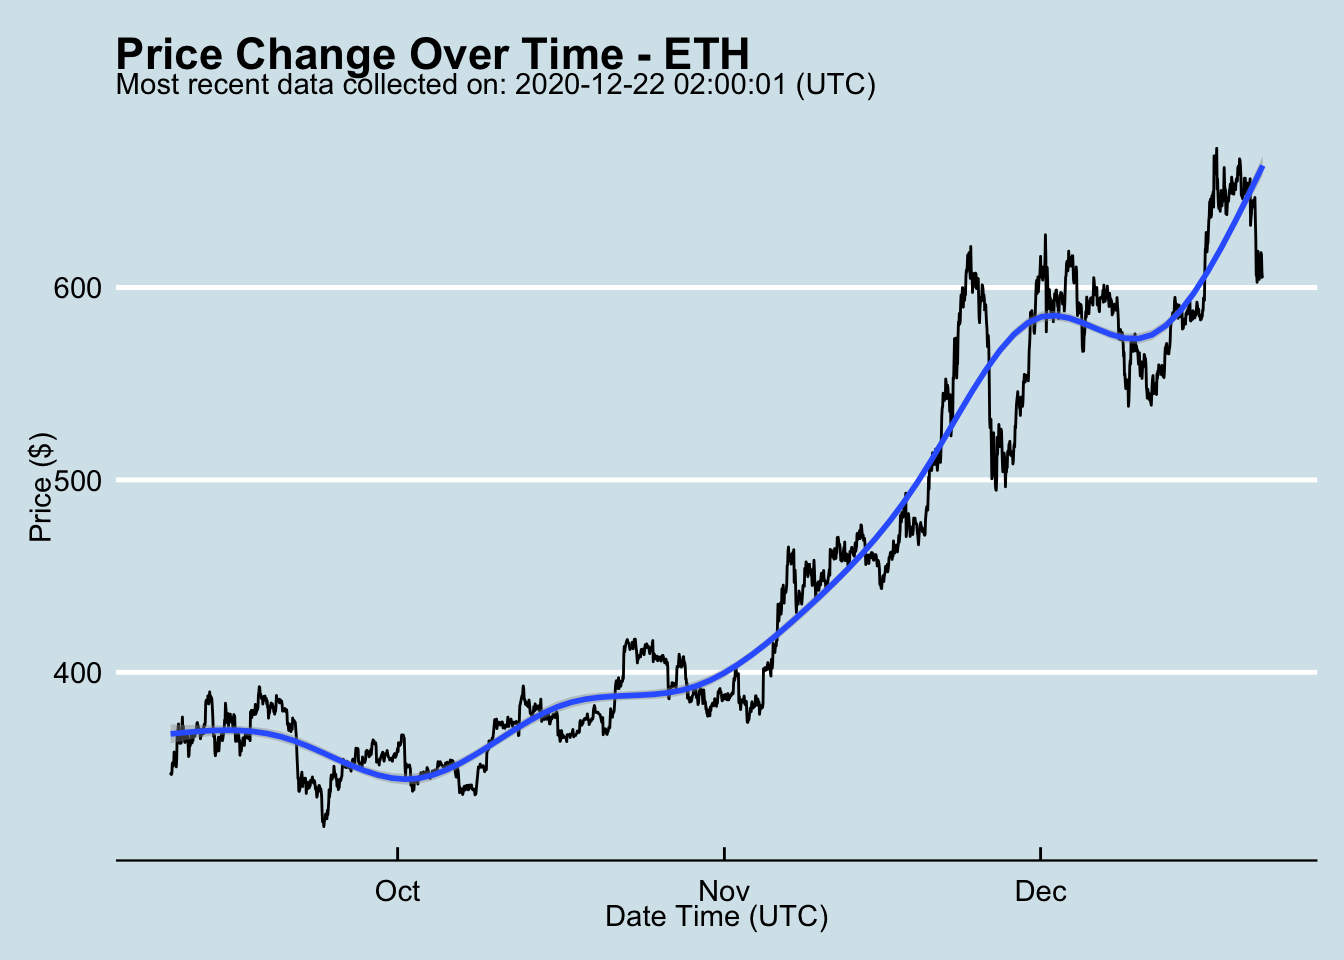 Price Change Over Time - ETH
Most recent data collected on: 2020-12-22 02:00:01 (UTC)
Price ($)
600
500
400
Oct
Nov
Dec
Date Time (UTC)